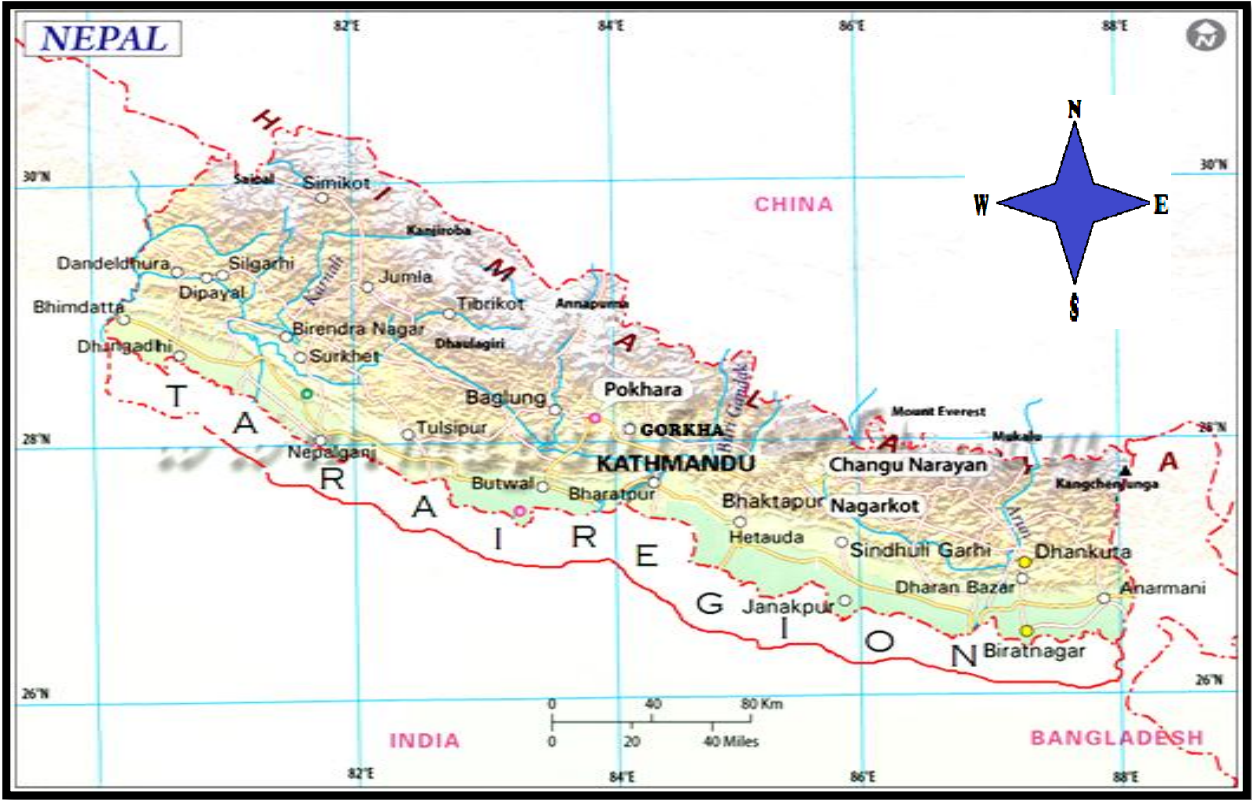 NEPAL
82°E
84°E
86°E
88°E
N
N
W
E
S
30°N
30°N
H
I
M
A
L
A
Y
A
CHINA
Saipal
Simikot
Kanjiroba
Dandeldhura
Silgarhi
Dipayal
Karnali
Jumla
Tibrikot
Annapurna
Bhimdatta
Birendra Nagar
Dhaulagiri
Dhangadhi
Surkhet
Pokhara
Baglung
GORKHA
Mount Everest
Makalu
28°N
28°N
Tulsipur
Nepalganj
KATHMANDU
Changu Narayan
Kangchenjunga
Butwal
Bharatpur
Bhaktapur
Nagarkot
Arun
Hetauda
Sindhuli Garhi
Dhankuta
Dharan Bazar
Anarmani
Janakpur
Biratnagar
TARAI REGION
26°N
26°N
0 40 80 Km
0 20 40 Miles
INDIA
BANGLADESH
82°E
84°E
86°E
88°E